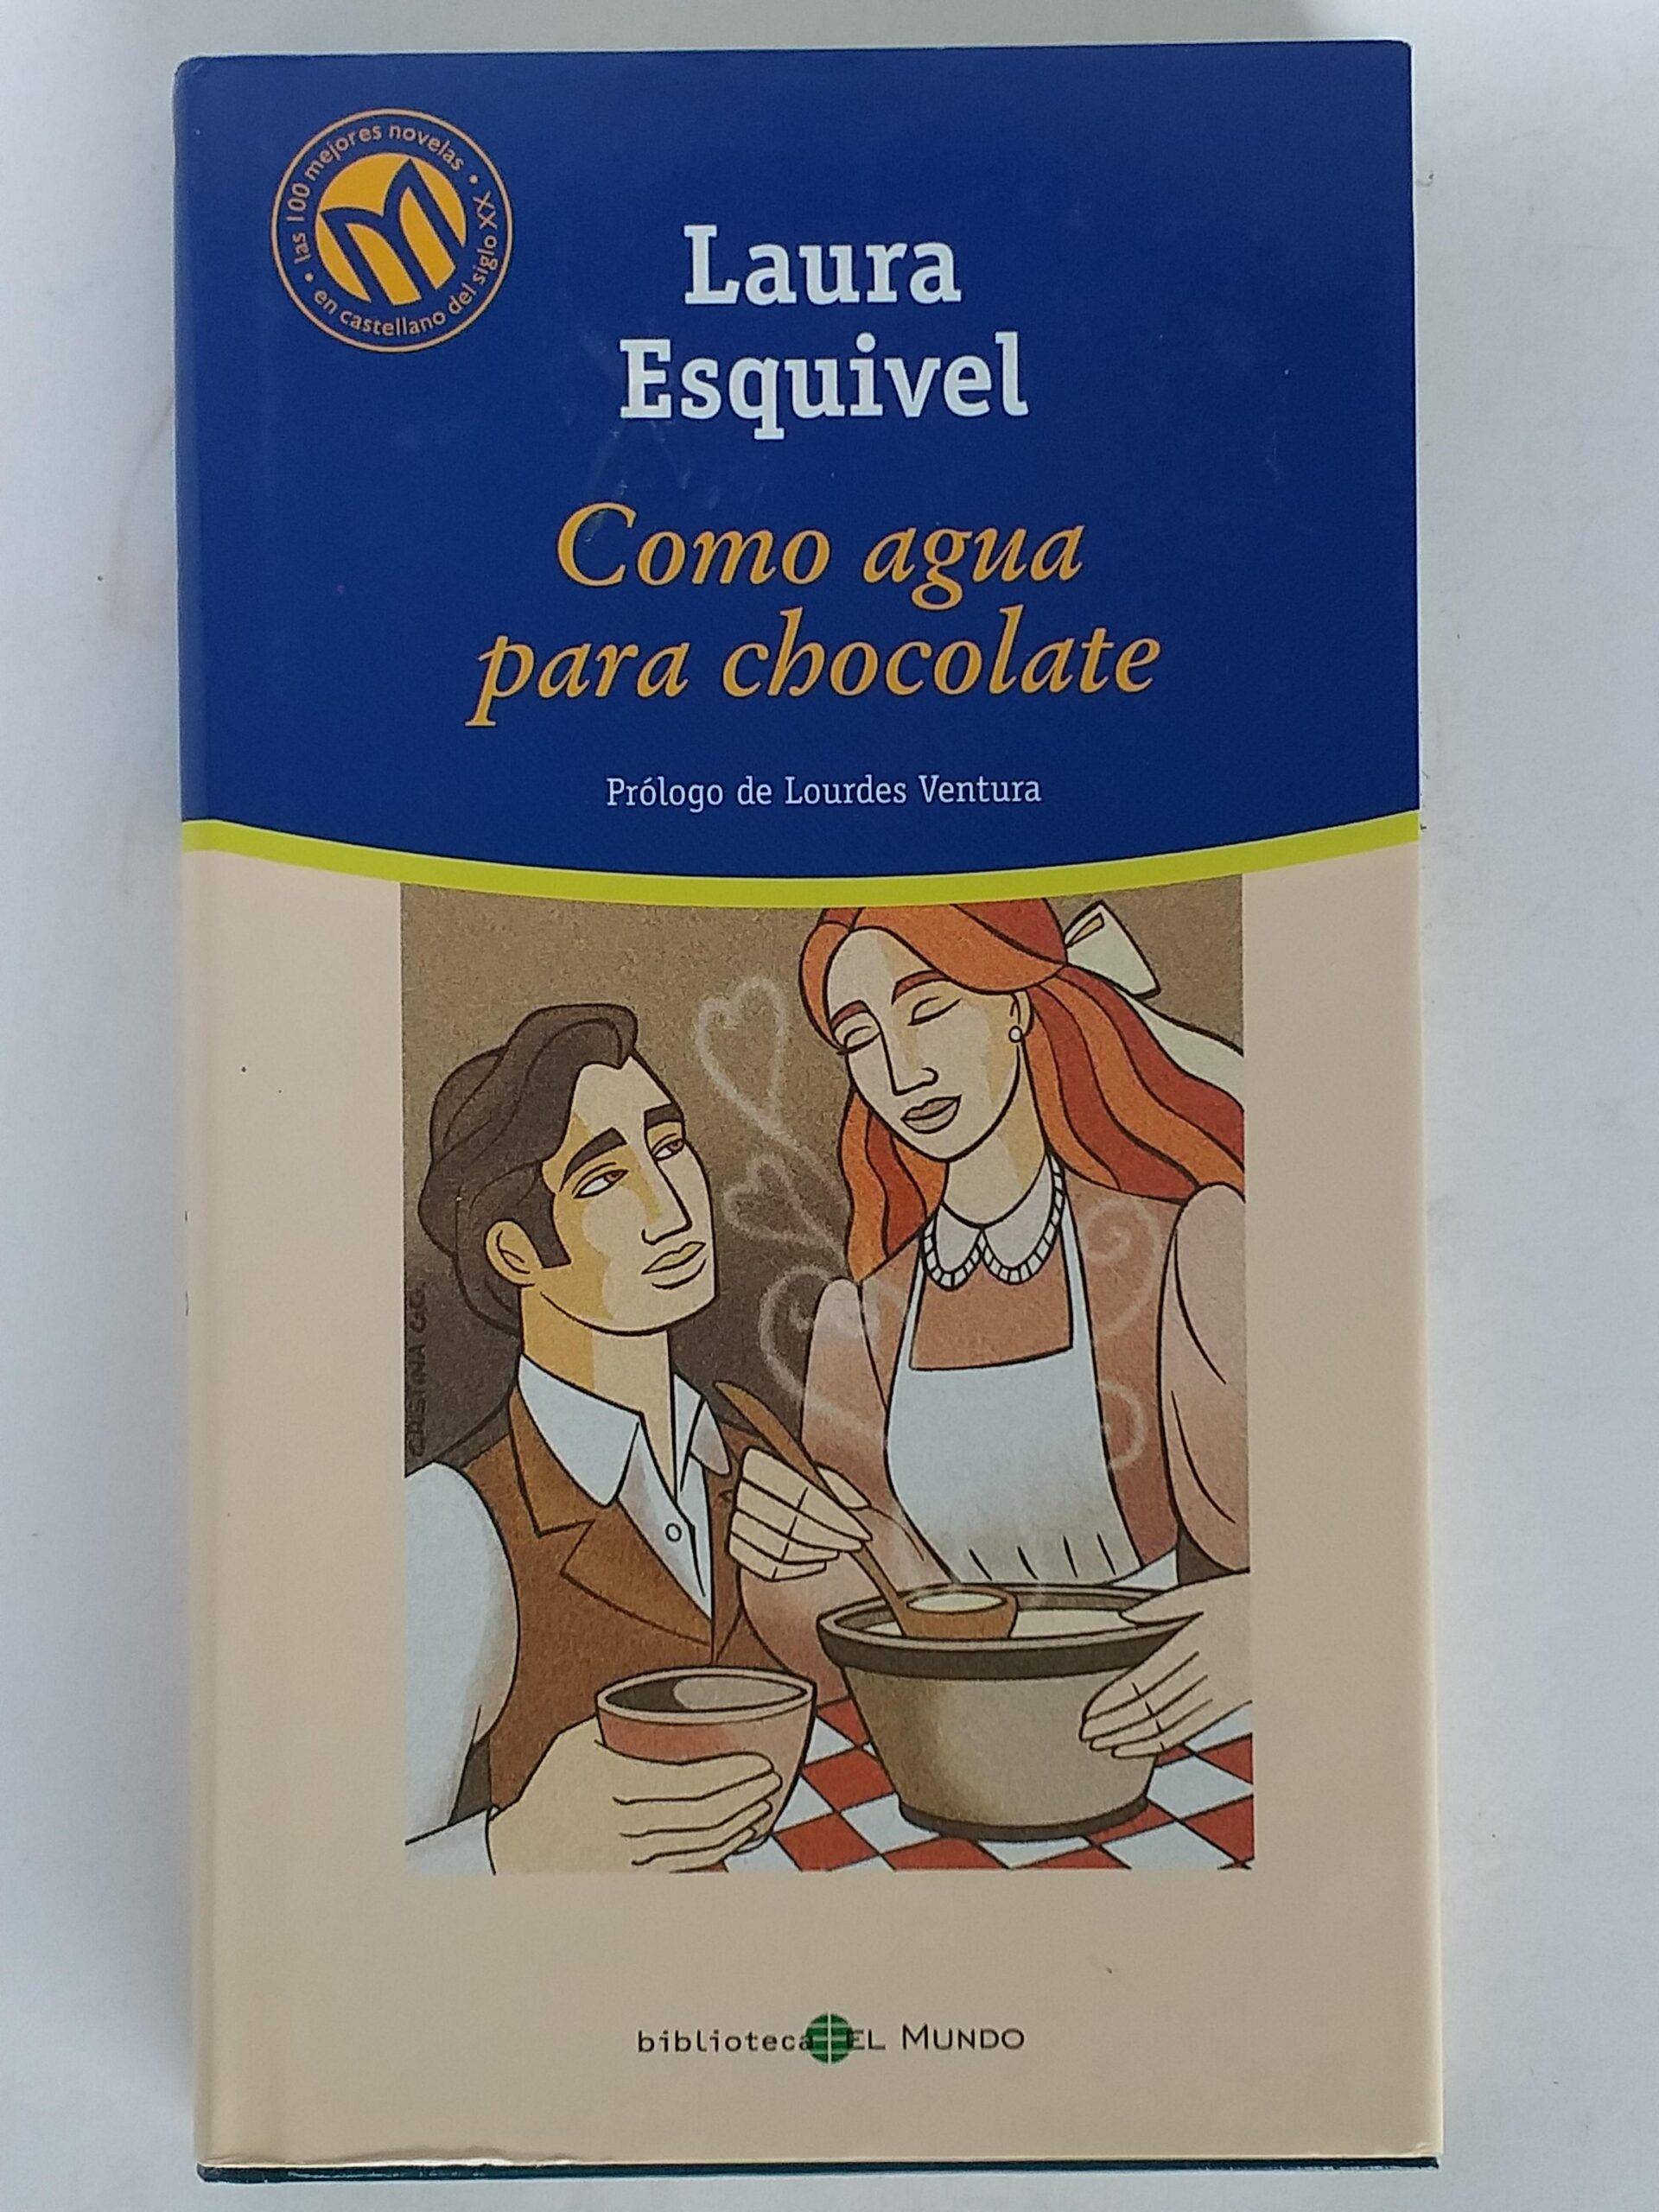 • las 100 mejores novelas •
en castellano del siglo XX
Laura
Esquivel
Como agua
para chocolate
Prólogo de Lourdes Ventura
CRISTINA C.G.
biblioteca EL MUNDO